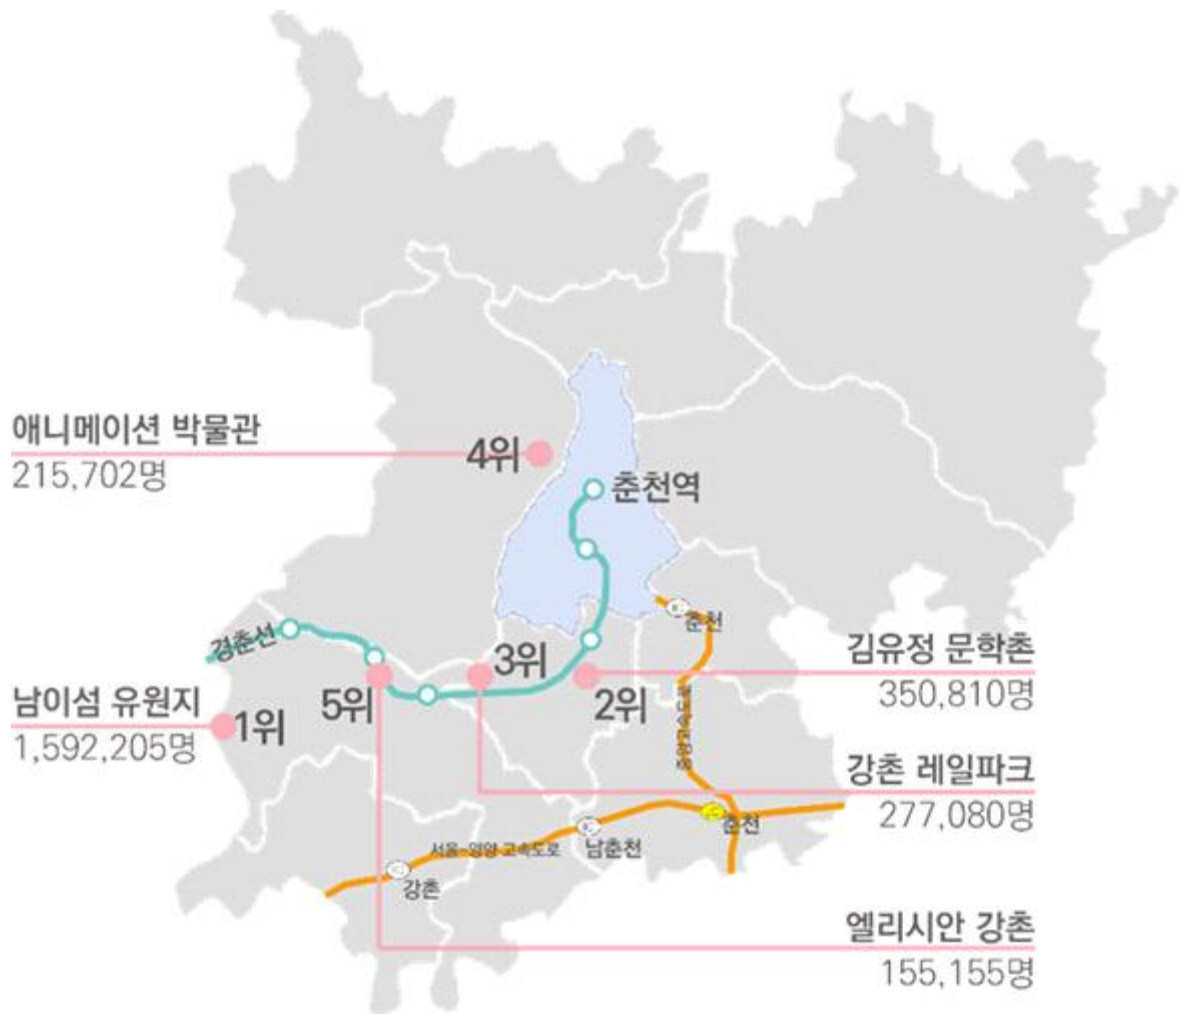 애니메이션 박물관
215,702명
4위
춘천역
경춘선
춘천
3위
김유정 문학촌
350,810명
5위
2위
남이섬 유원지
1,592,205명
1위
강촌 레일파크
277,080명
춘천
서울-양양 고속도로
남춘천
강촌
엘리시안 강촌
155,155명